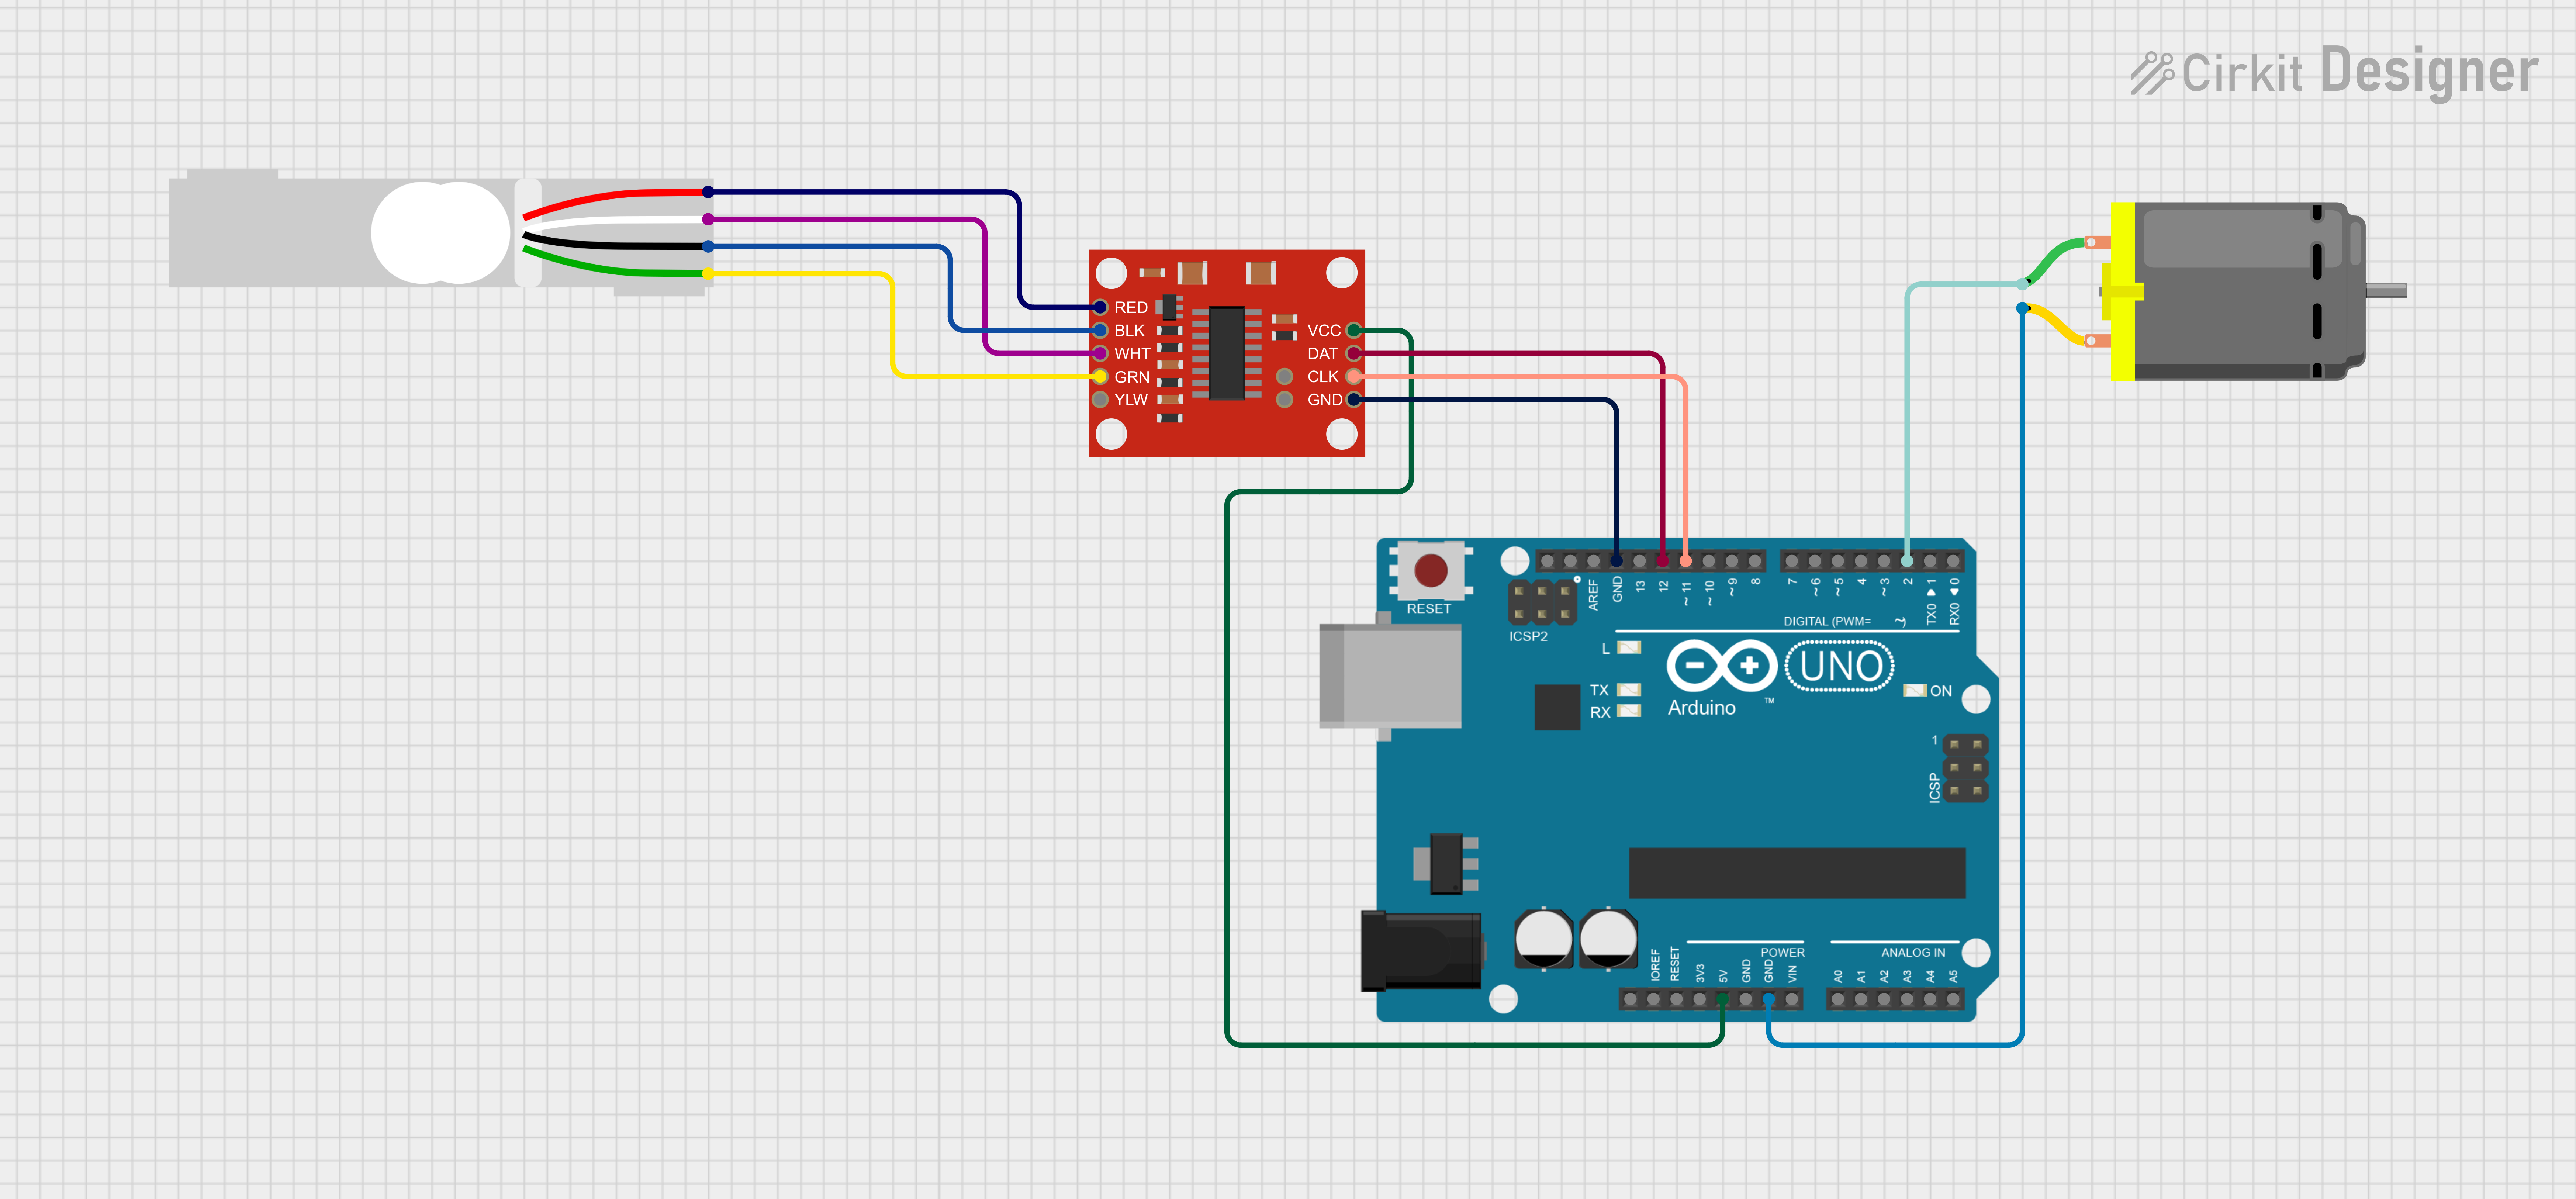 Cirkit Designer
RED
BLK
WHT
GRN
YLW
VCC
DAT
CLK
GND
RESET
ICSP2
AREF
GND
13
12
~ 11
~ 10
~ 9
8
7
~ 6
~ 5
4
~ 3
2
TX0 ▶ 1
RX0 ◀ 0
DIGITAL (PWM= ~)
L
TX
RX
Arduino
TM
UNO
ON
1
ICSP
IOREF
RESET
3V3
5V
GND
GND
VIN
POWER
ANALOG IN
A0
A1
A2
A3
A4
A5